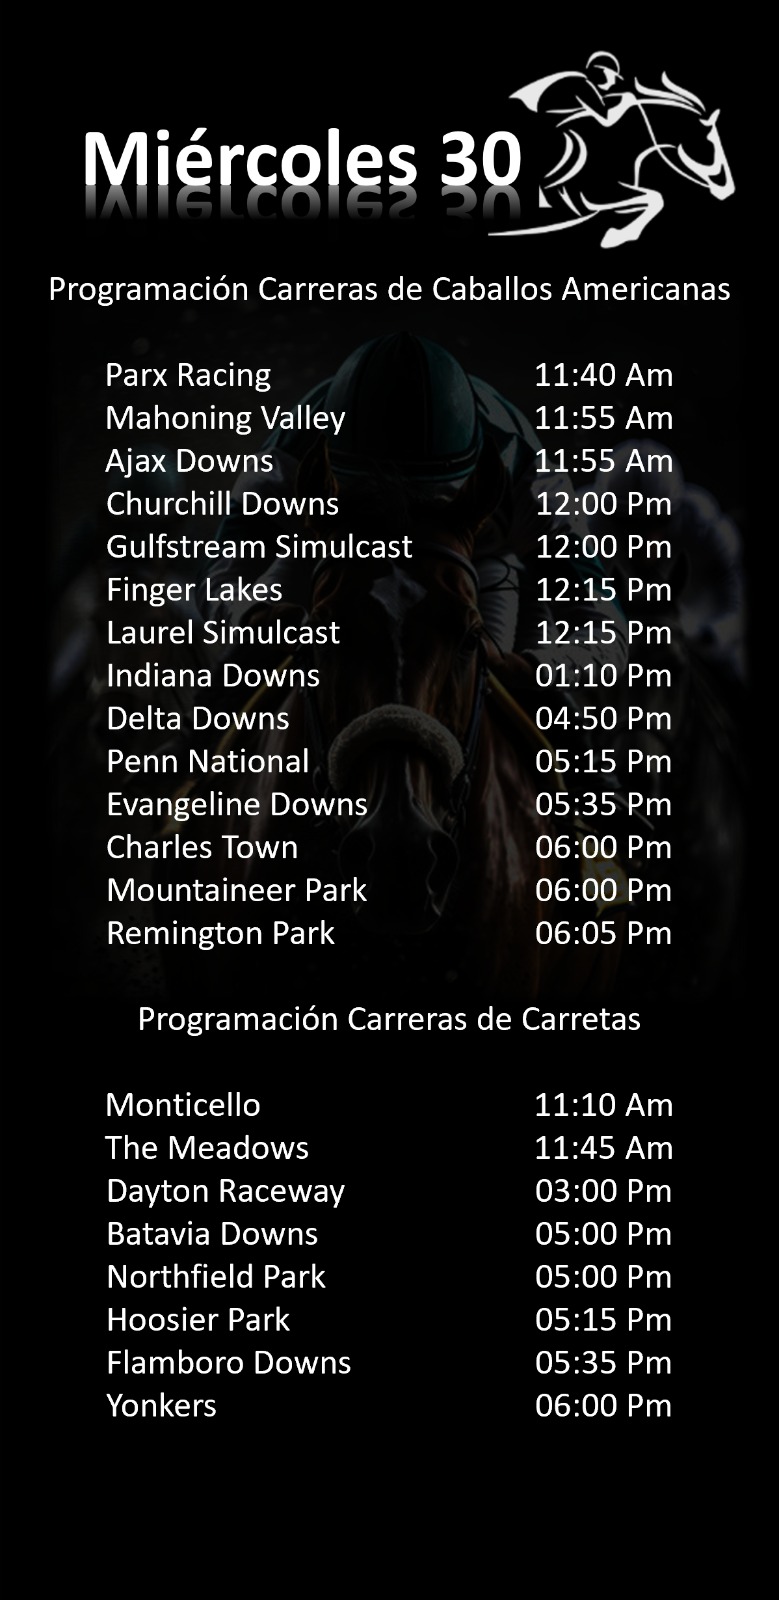 Miércoles 30
Programación Carreras de Caballos Americanas
Parx Racing 11:40 Am
Mahoning Valley 11:55 Am
Ajax Downs 11:55 Am
Churchill Downs 12:00 Pm
Gulfstream Simulcast 12:00 Pm
Finger Lakes 12:15 Pm
Laurel Simulcast 12:15 Pm
Indiana Downs 01:10 Pm
Delta Downs 04:50 Pm
Penn National 05:15 Pm
Evangeline Downs 05:35 Pm
Charles Town 06:00 Pm
Mountaineer Park 06:00 Pm
Remington Park 06:05 Pm
Programación Carreras de Carretas
Monticello 11:10 Am
The Meadows 11:45 Am
Dayton Raceway 03:00 Pm
Batavia Downs 05:00 Pm
Northfield Park 05:00 Pm
Hoosier Park 05:15 Pm
Flamboro Downs 05:35 Pm
Yonkers 06:00 Pm